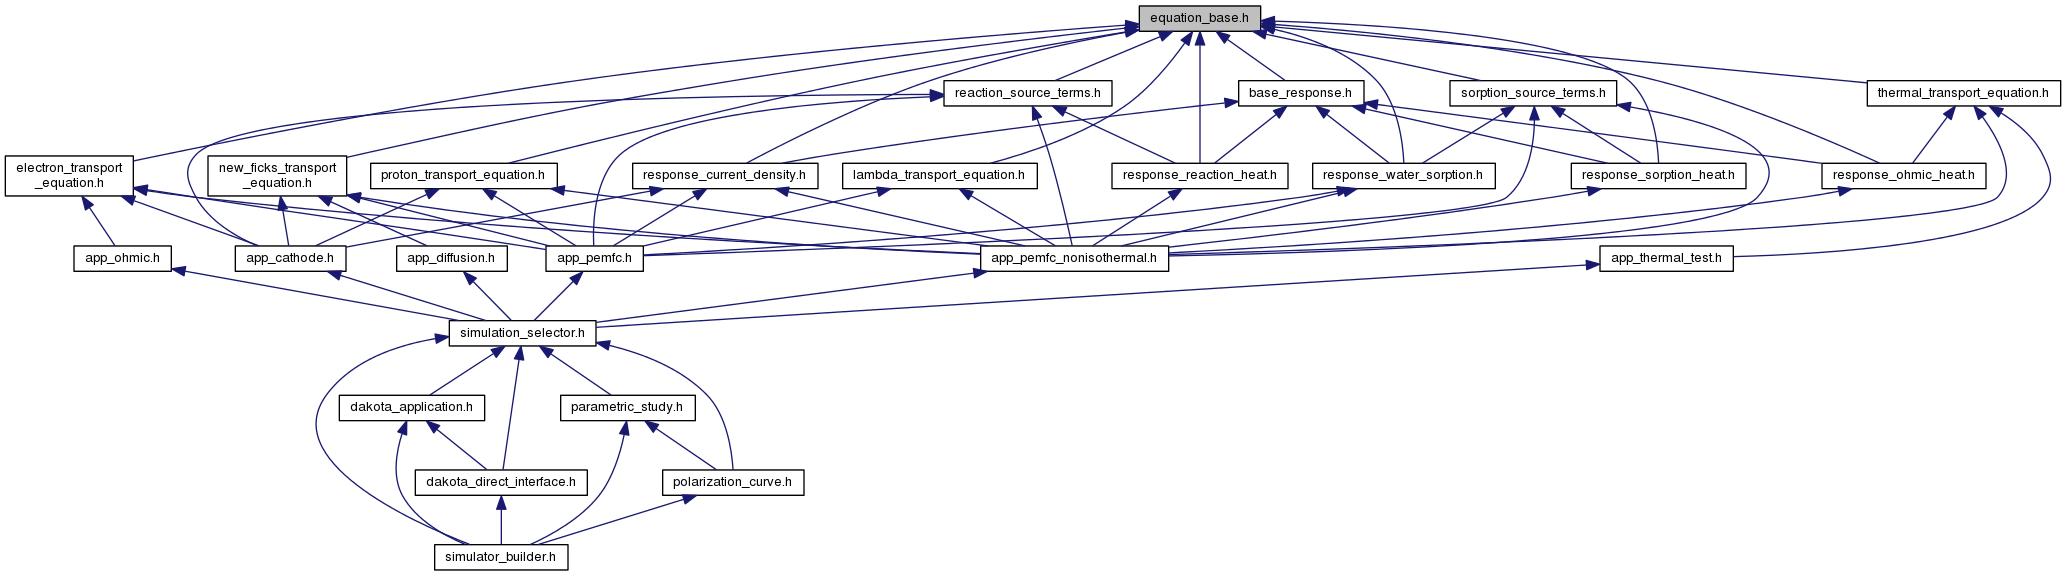 equation_base.h
reaction_source_terms.h
base_response.h
sorption_source_terms.h
thermal_transport_equation.h
electron_transport
_equation.h
new_ficks_transport
_equation.h
proton_transport_equation.h
response_current_density.h
lambda_transport_equation.h
response_reaction_heat.h
response_water_sorption.h
response_sorption_heat.h
response_ohmic_heat.h
app_ohmic.h
app_cathode.h
app_diffusion.h
app_pemfc.h
app_pemfc_nonisothermal.h
app_thermal_test.h
simulation_selector.h
dakota_application.h
parametric_study.h
dakota_direct_interface.h
polarization_curve.h
simulator_builder.h